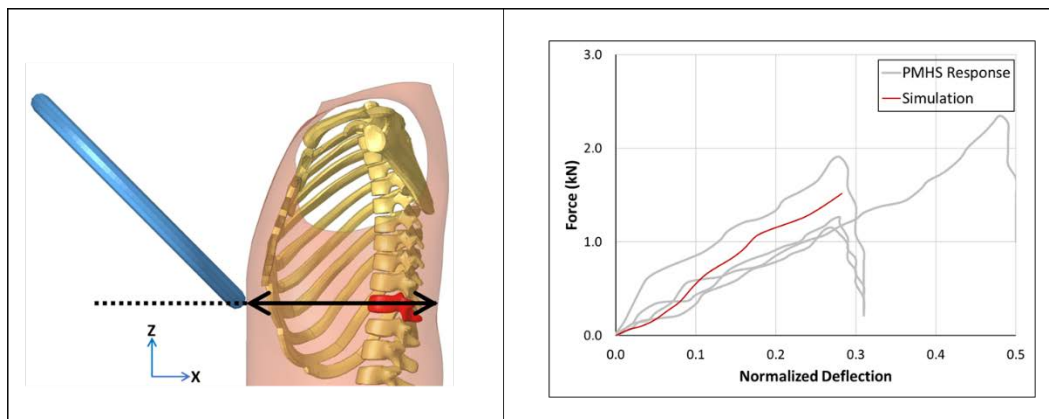 Z
X
3.0
2.0
1.0
0.0
Force (kN)
PMHS Response
Simulation
0.0 0.1 0.2 0.3 0.4 0.5
Normalized Deflection